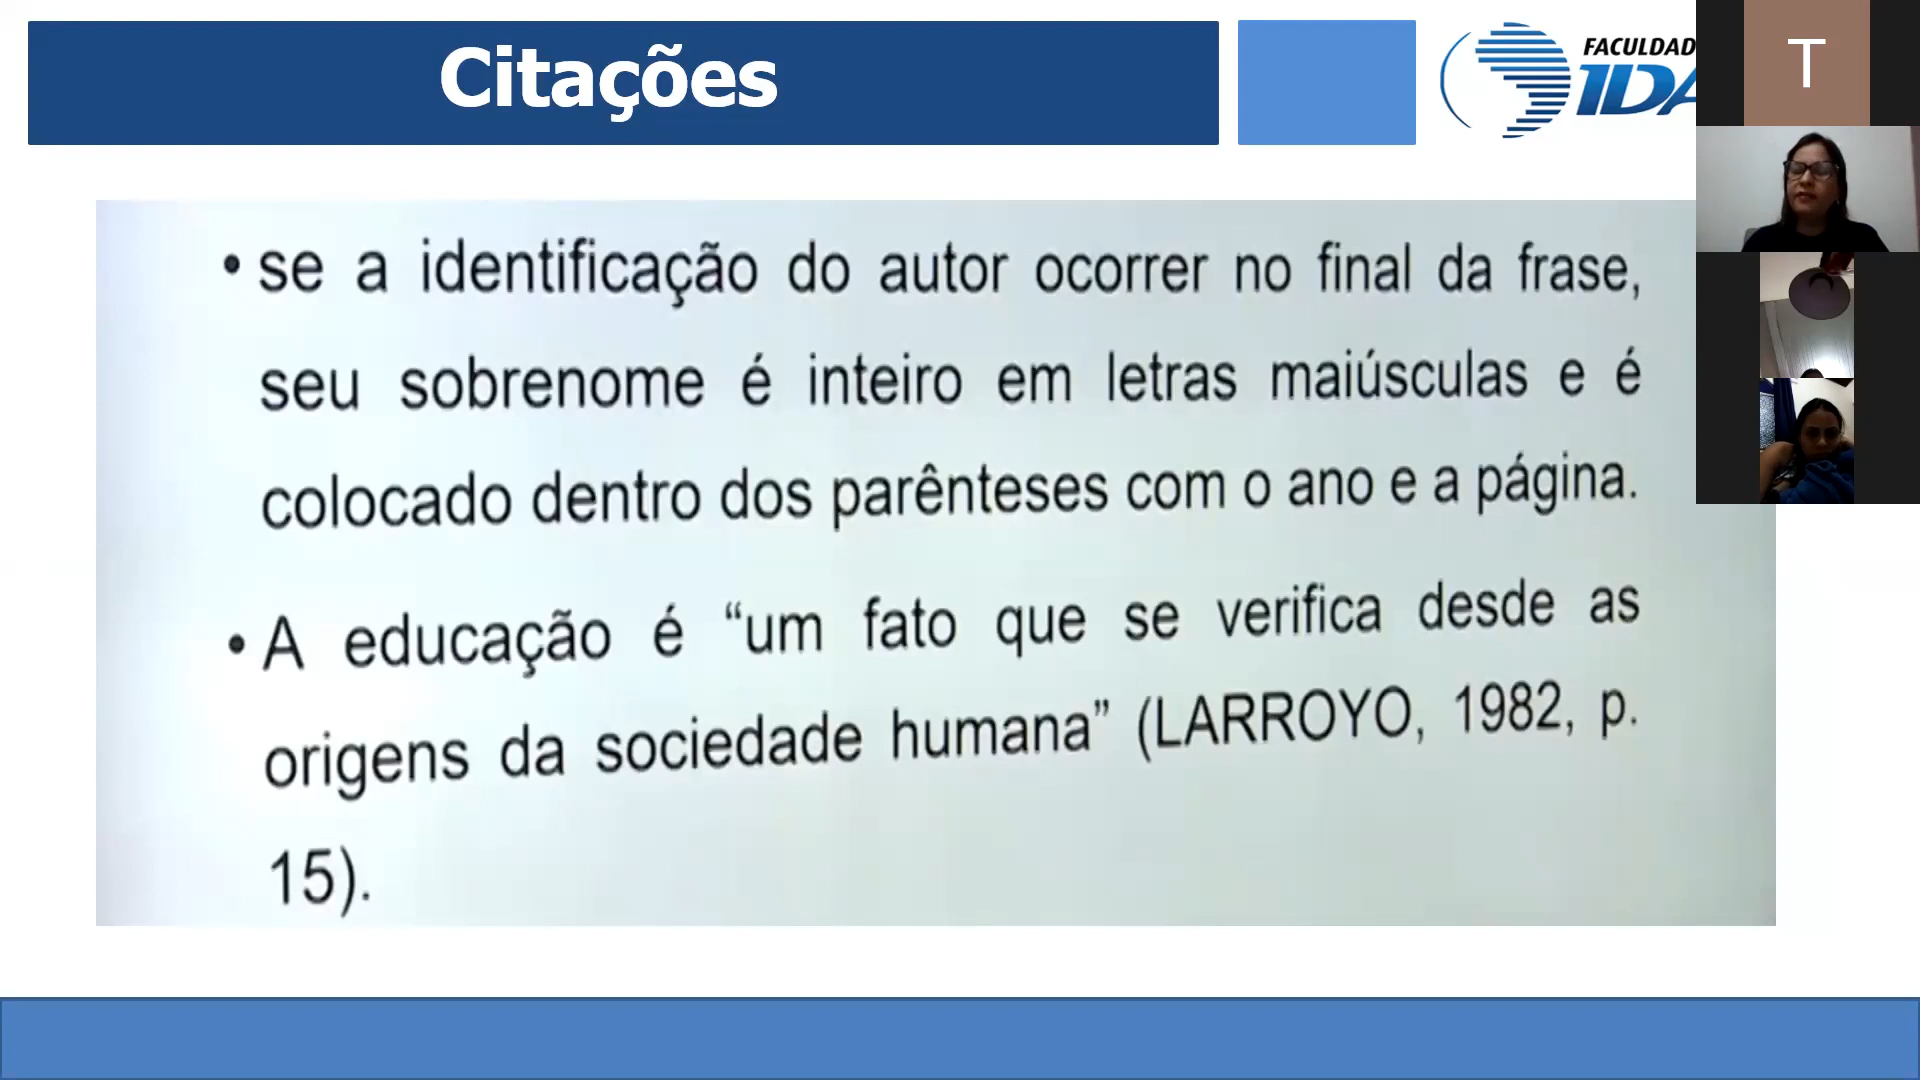 Citações
FACULDAD
IDA
T
• se a identificação do autor ocorrer no final da frase,
seu sobrenome é inteiro em letras maiúsculas e é
colocado dentro dos parênteses com o ano e a página.
• A educação é “um fato que se verifica desde as
origens da sociedade humana” (LARROYO, 1982, p.
15).